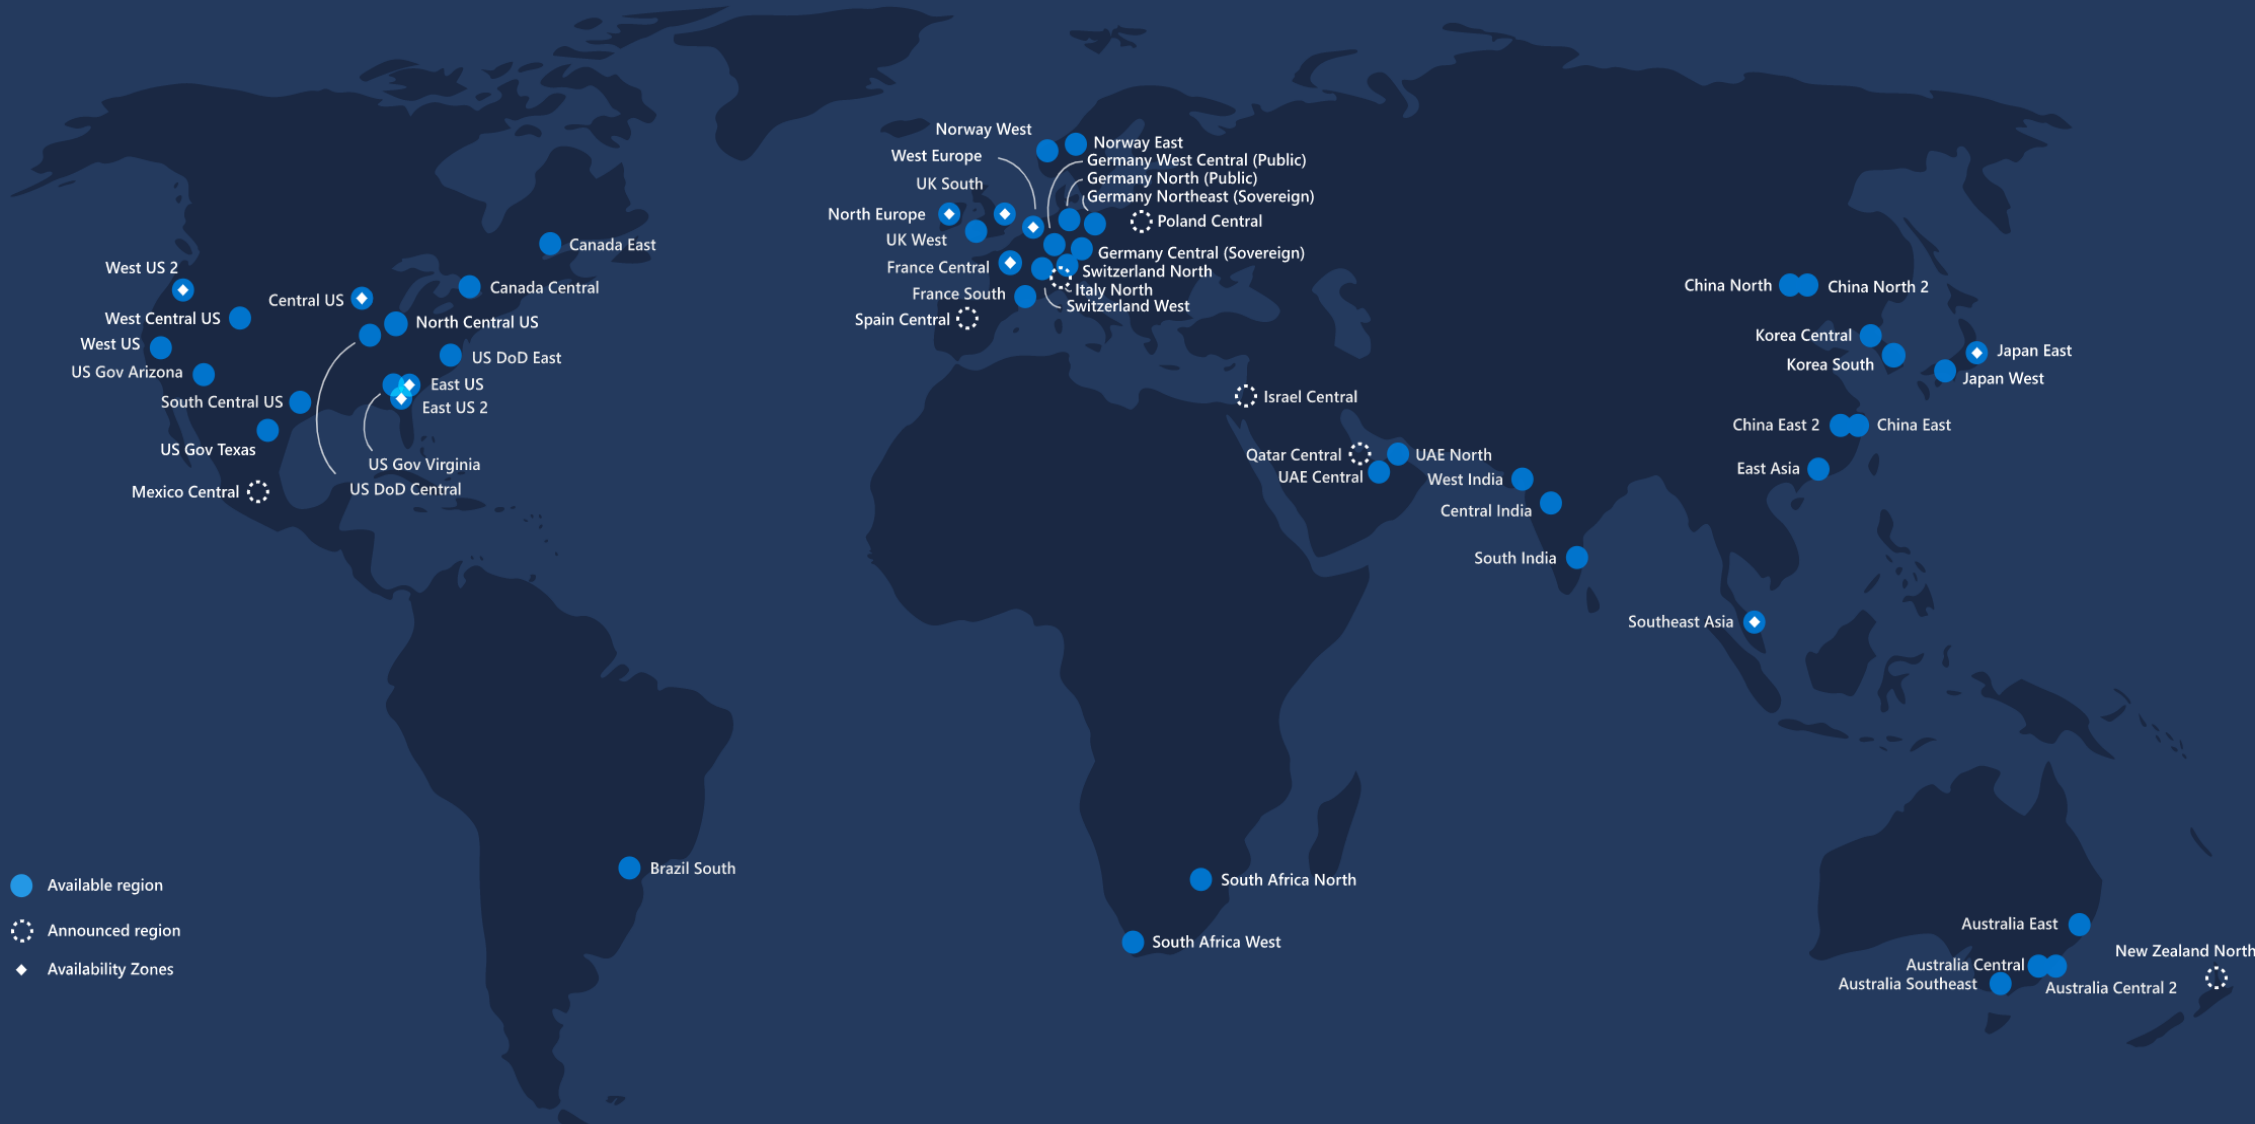 West US 2
West Central US
West US
US Gov Arizona
South Central US
US Gov Texas
Mexico Central
Central US
Canada East
Canada Central
North Central US
US DoD East
East US
East US 2
US Gov Virginia
US DoD Central
Brazil South
Norway West
West Europe
UK South
North Europe
UK West
France Central
France South
Spain Central
Norway East
Germany West Central (Public)
Germany North (Public)
Germany Northeast (Sovereign)
Poland Central
Germany Central (Sovereign)
Switzerland North
Italy North
Switzerland West
Israel Central
Qatar Central
UAE North
UAE Central
West India
Central India
South India
South Africa North
South Africa West
China North
China North 2
Korea Central
Korea South
Japan East
Japan West
China East 2
China East
East Asia
Southeast Asia
Australia East
Australia Central
Australia Southeast
Australia Central 2
New Zealand North
Available region
Announced region
Availability Zones